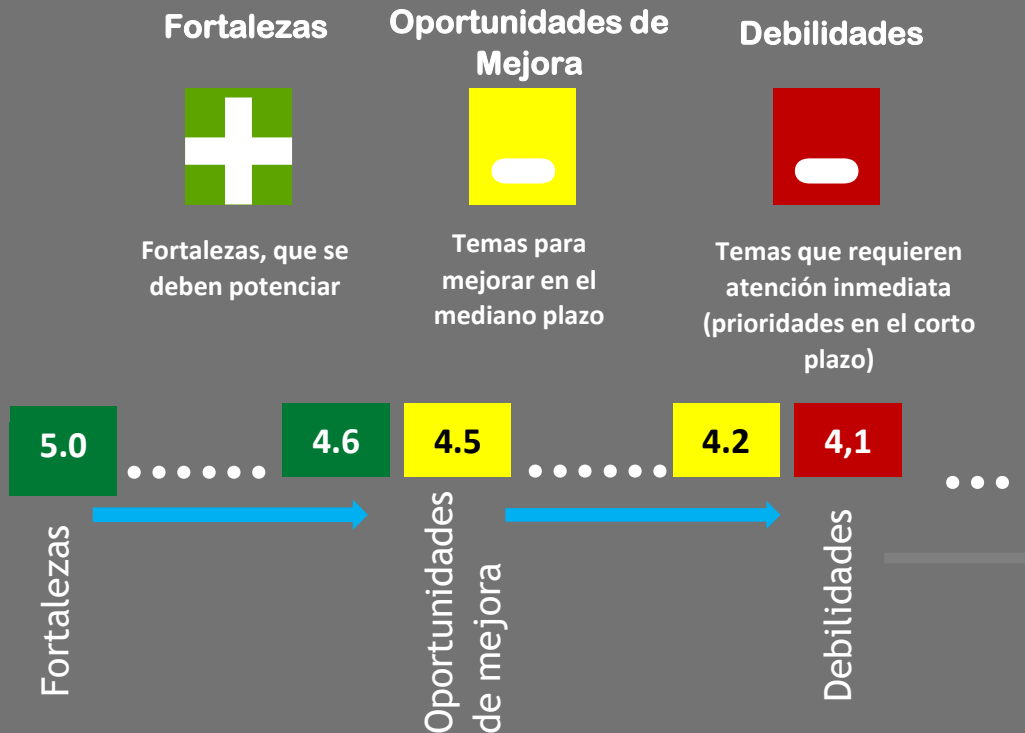 Fortalezas
Oportunidades de
Mejora
Debilidades
Fortalezas, que se
deben potenciar
Temas para
mejorar en el
mediano plazo
Temas que requieren
atención inmediata
(prioridades en el corto
plazo)
5.0
4.6
4.5
4.2
4,1
Fortalezas
Oportunidades
de mejora
Debilidades